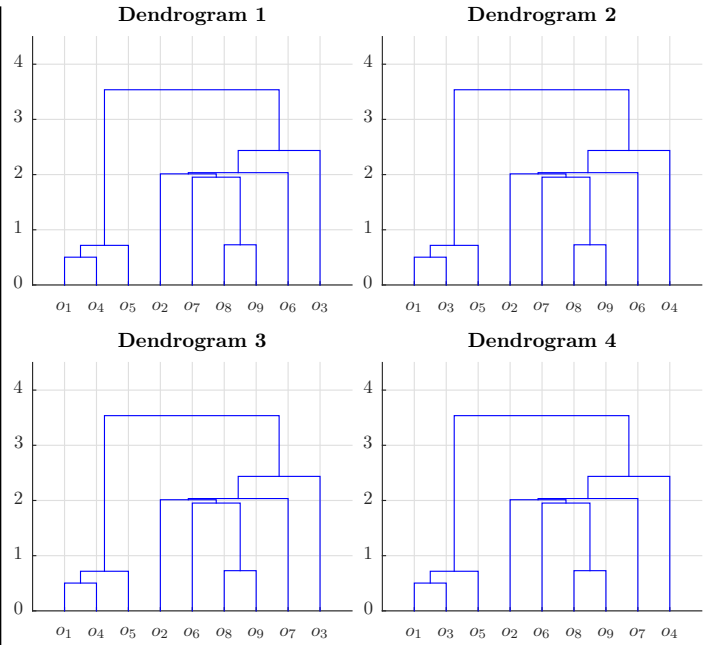 Dendrogram 1
4
3
2
1
0
o₁ o₄ o₅ o₂ o₇ o₈ o₉ o₆ o₃
Dendrogram 2
4
3
2
1
0
o₁ o₃ o₅ o₂ o₇ o₈ o₉ o₆ o₄
Dendrogram 3
4
3
2
1
0
o₁ o₄ o₅ o₂ o₆ o₈ o₉ o₇ o₃
Dendrogram 4
4
3
2
1
0
o₁ o₃ o₅ o₂ o₆ o₈ o₉ o₇ o₄